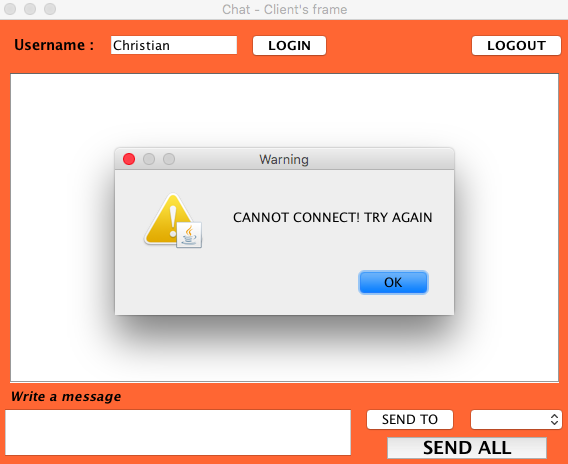 Chat - Client's frame
Username :
Christian
LOGIN
LOGOUT
Warning
CANNOT CONNECT! TRY AGAIN
OK
Write a message
SEND TO
SEND ALL